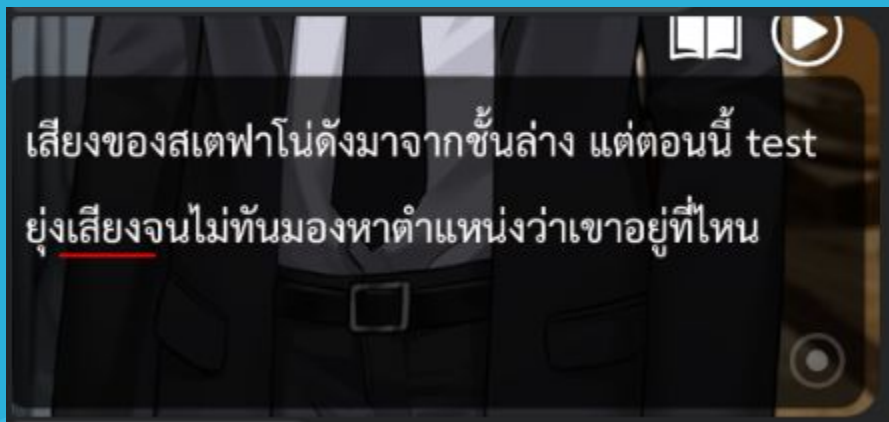 เสียงของสเตฟาโน่ดังมาจากชั้นล่าง แต่ตอนนี้ test
ยุ่งเสียงจนไม่ทันมองหาตำแหน่งว่าเขาอยู่ที่ไหน